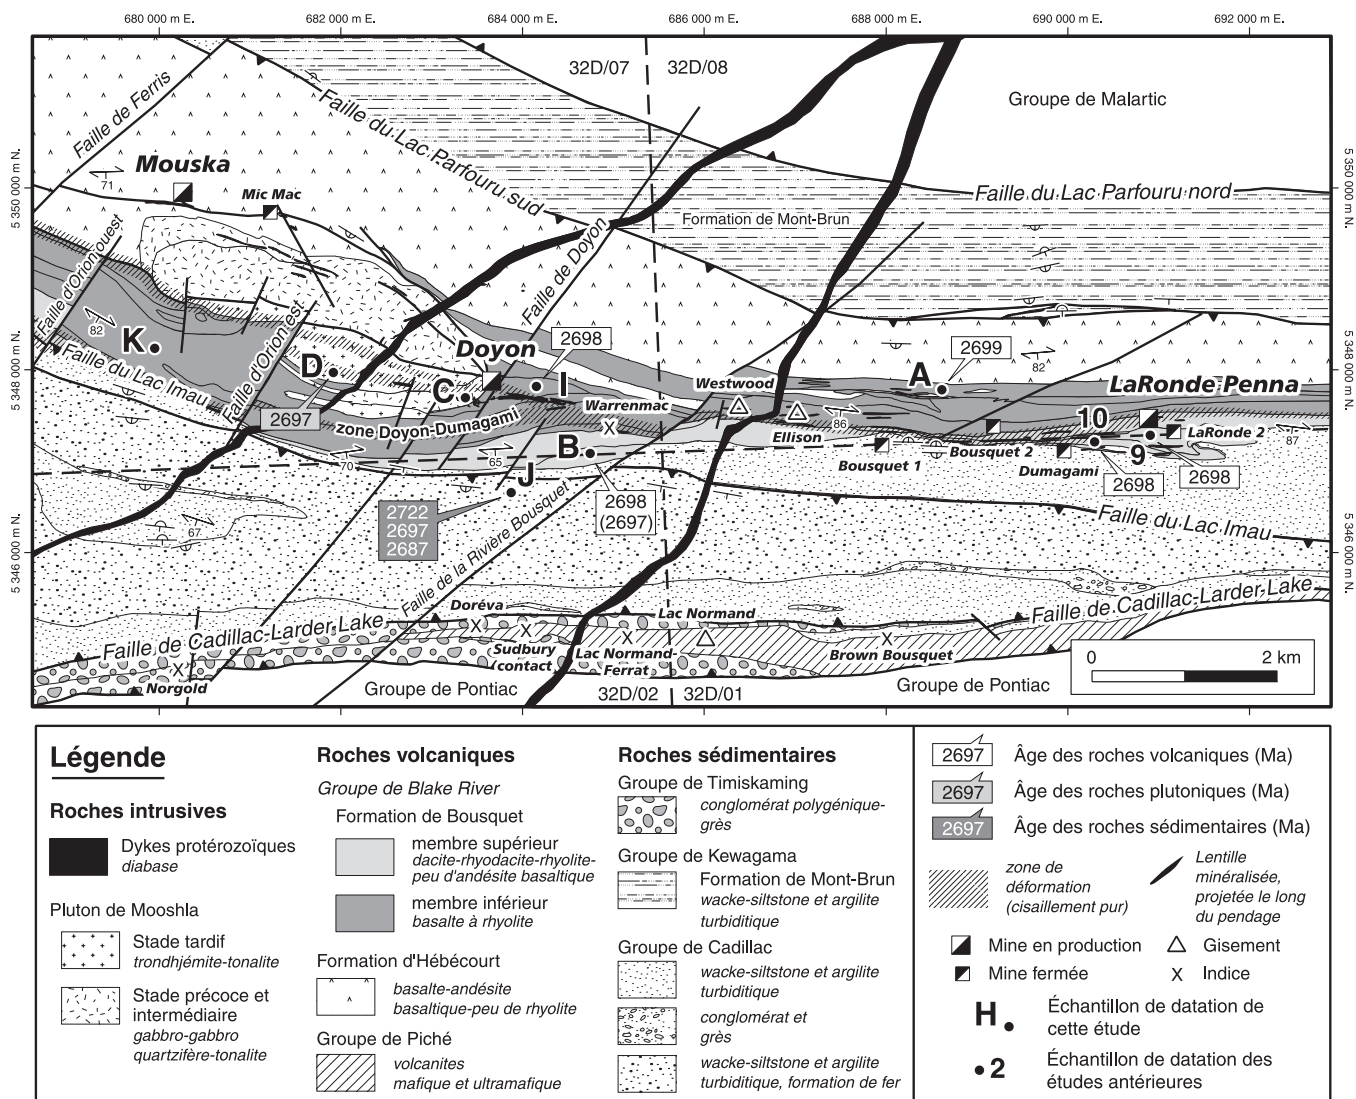 680 000 m E.
682 000 m E.
684 000 m E.
686 000 m E.
688 000 m E.
690 000 m E.
692 000 m E.
5 350 000 m N.
5 348 000 m N.
5 346 000 m N.
5 350 000 m N.
5 348 000 m N.
5 346 000 m N.
32D/07
32D/08
Groupe de Malartic
Faille de Ferris
Faille du Lac Parfouru sud
Faille du Lac Parfouru nord
Mouska
71
Mic Mac
Formation de Mont-Brun
Faille de Doyon
Faille d'Orion ouest
82
K
Faille du Lac Imau
Faille d'Orion est
D
2697
Doyon
C
I
2698
zone Doyon-Dumagami
Warrenmac
Westwood
Ellison
86
A
2699
82
LaRonde Penna
10
LaRonde 2
9
87
Bousquet 1
Bousquet 2
Dumagami
2698
2698
70
65
B
J
2698
(2697)
2722
2697
2687
67
Faille de la Rivière Bousquet
Faille du Lac Imau
Faille de Cadillac-Larder Lake
Faille de Cadillac-Larder Lake
Doréva
Lac Normand
Sudbury
contact
Lac Normand-
Ferrat
Brown Bousquet
Norgold
Groupe de Pontiac
32D/02
32D/01
Groupe de Pontiac
0
2 km
Légende
Roches intrusives
Dykes protérozoïques
diabase
Pluton de Mooshla
Stade tardif
trondhjémite-tonalite
Stade précoce et
intermédiaire
gabbro-gabbro
quartzifère-tonalite
Roches volcaniques
Groupe de Blake River
Formation de Bousquet
membre supérieur
dacite-rhyodacite-rhyolite-
peu d'andésite basaltique
membre inférieur
basalte à rhyolite
Formation d'Hébécourt
basalte-andésite
basaltique-peu de rhyolite
Groupe de Piché
volcanites
mafique et ultramafique
Roches sédimentaires
Groupe de Timiskaming
conglomérat polygénique-
grès
Groupe de Kewagama
Formation de Mont-Brun
wacke-siltstone et argilite
turbiditique
Groupe de Cadillac
wacke-siltstone et argilite
turbiditique
conglomérat et
grès
wacke-siltstone et argilite
turbiditique, formation de fer
2697
Âge des roches volcaniques (Ma)
2697
Âge des roches plutoniques (Ma)
2697
Âge des roches sédimentaires (Ma)
zone de
déformation
(cisaillement pur)
Lentille
minéralisée,
projetée le long
du pendage
Mine en production
Gisement
Mine fermée
X
Indice
H
Échantillon de datation de
cette étude
2
Échantillon de datation des
études antérieures